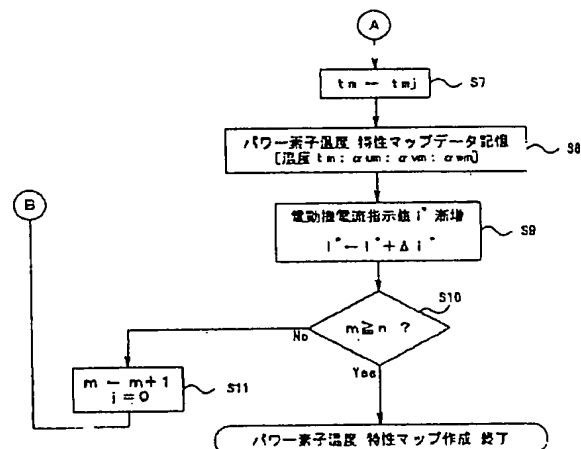 A
tm ← tmj
S7
パワー素子温度 特性マップデータ記憶
[温度 tm : αum : αvm : αwm]
S8
B
電動機電流指示値 i* 漸増
i* ← i* + Δ i*
S9
S10
m≧n ?
No
Yes
m ← m+1
j=0
S11
パワー素子温度 特性マップ作成 終了